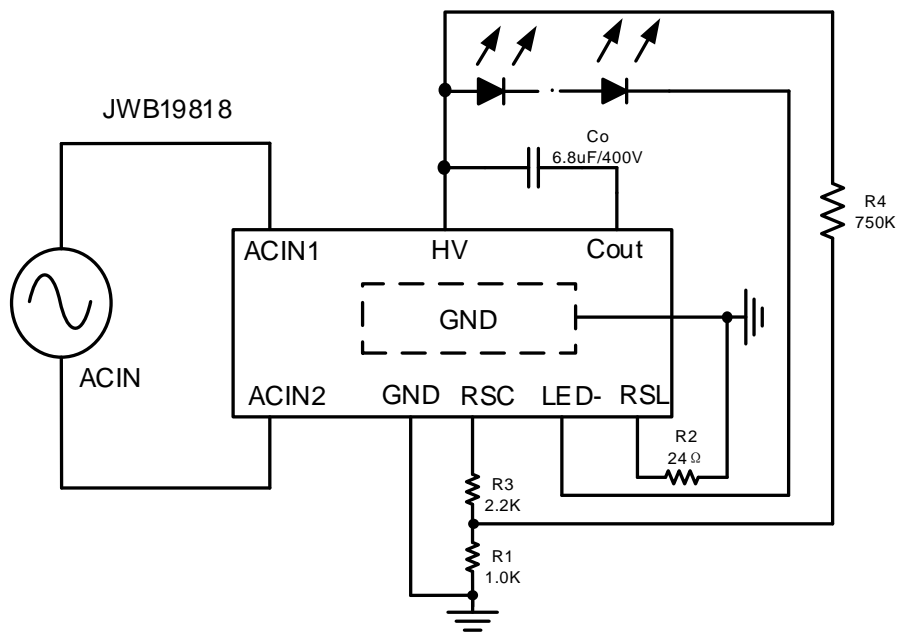 JWB19818
Co
6.8uF/400V
R4
750K
ACIN1
HV
Cout
GND
ACIN
ACIN2
GND
RSC
LED-
RSL
R2
24Ω
R3
2.2K
R1
1.0K